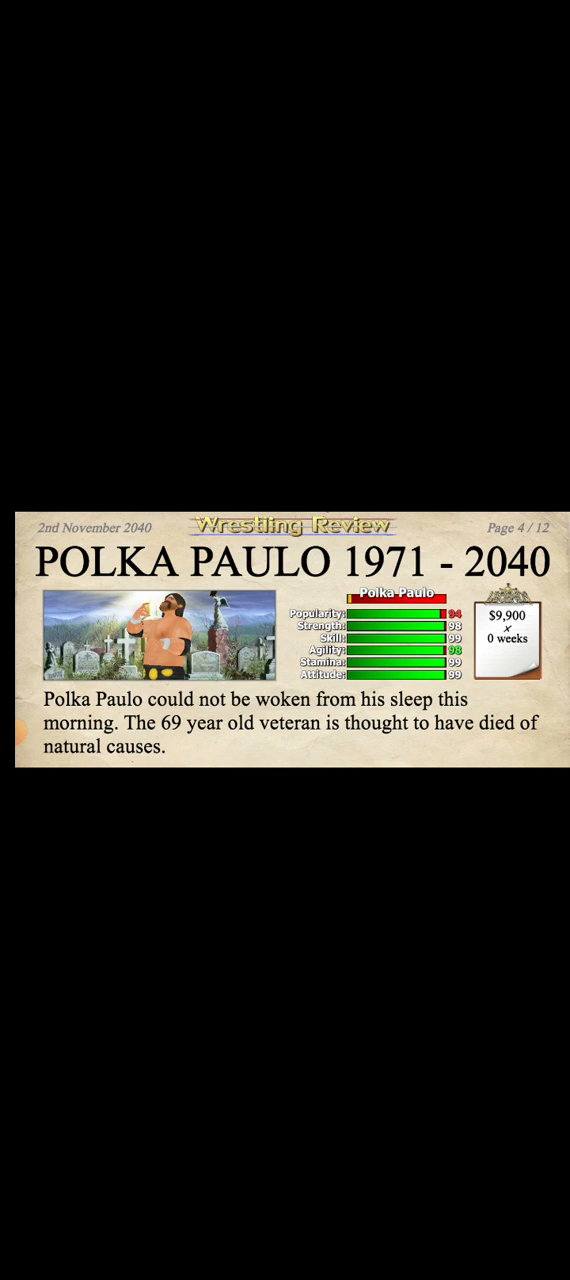 2nd November 2040
Wrestling Review
Page 4 / 12
POLKA PAULO 1971 - 2040
Polka Paulo
Popularity: 94
Strength: 98
Skill: 99
Agility: 98
Stamina: 99
Attitude: 99
$9,900
x
0 weeks
Polka Paulo could not be woken from his sleep this
morning. The 69 year old veteran is thought to have died of
natural causes.